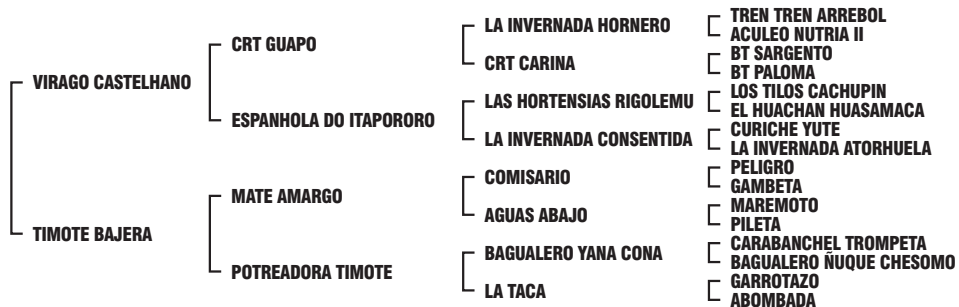 VIRAGO CASTELHANO
TIMOTE BAJERA
CRT GUAPO
ESPANHOLA DO ITAPORORO
MATE AMARGO
POTREADORA TIMOTE
LA INVERNADA HORNERO
CRT CARINA
LAS HORTENSIAS RIGOLEMU
LA INVERNADA CONSENTIDA
COMISARIO
AGUAS ABAJO
BAGUALERO YANA CONA
LA TACA
TREN TREN ARREBOL
ACULEO NUTRIA II
BT SARGENTO
BT PALOMA
LOS TILOS CACHUPIN
EL HUACHAN HUASAMACA
CURICHE YUTE
LA INVERNADA ATORHUELA
PELIGRO
GAMBETA
MAREMOTO
PILETA
CARABANCHEL TROMPETA
BAGUALERO ÑUQUE CHESOMO
GARROTAZO
ABOMBADA